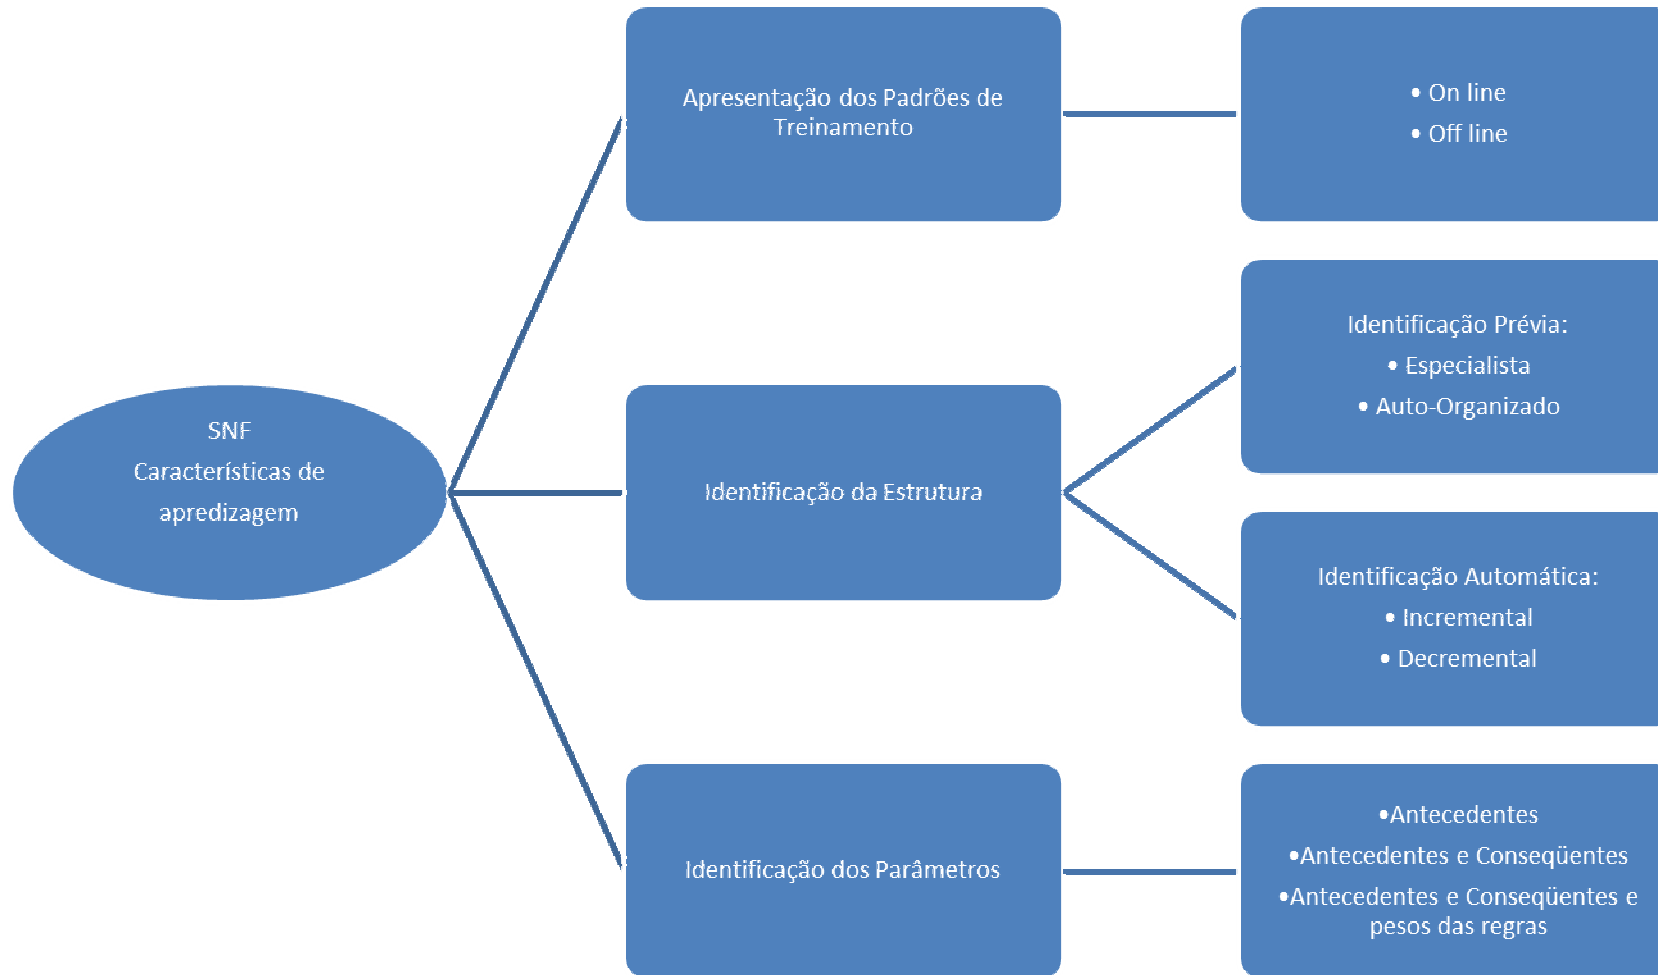 SNF
Características de
apredizagem
Apresentação dos Padrões de
Treinamento
• On line
• Off line
Identificação da Estrutura
Identificação Prévia:
• Especialista
• Auto-Organizado
Identificação Automática:
• Incremental
• Decremental
Identificação dos Parâmetros
•Antecedentes
•Antecedentes e Conseqüentes
•Antecedentes e Conseqüentes e
pesos das regras